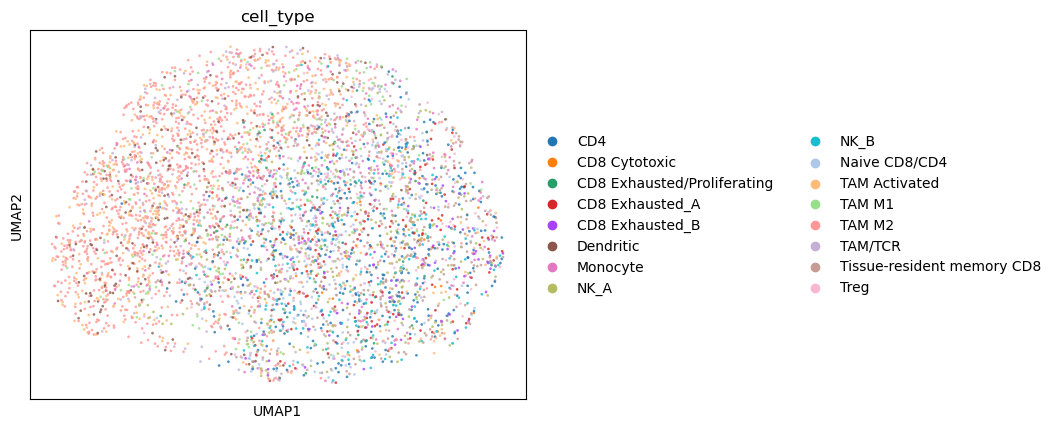 cell_type
UMAP2
UMAP1
CD4
CD8 Cytotoxic
CD8 Exhausted/Proliferating
CD8 Exhausted_A
CD8 Exhausted_B
Dendritic
Monocyte
NK_A
NK_B
Naive CD8/CD4
TAM Activated
TAM M1
TAM M2
TAM/TCR
Tissue-resident memory CD8
Treg